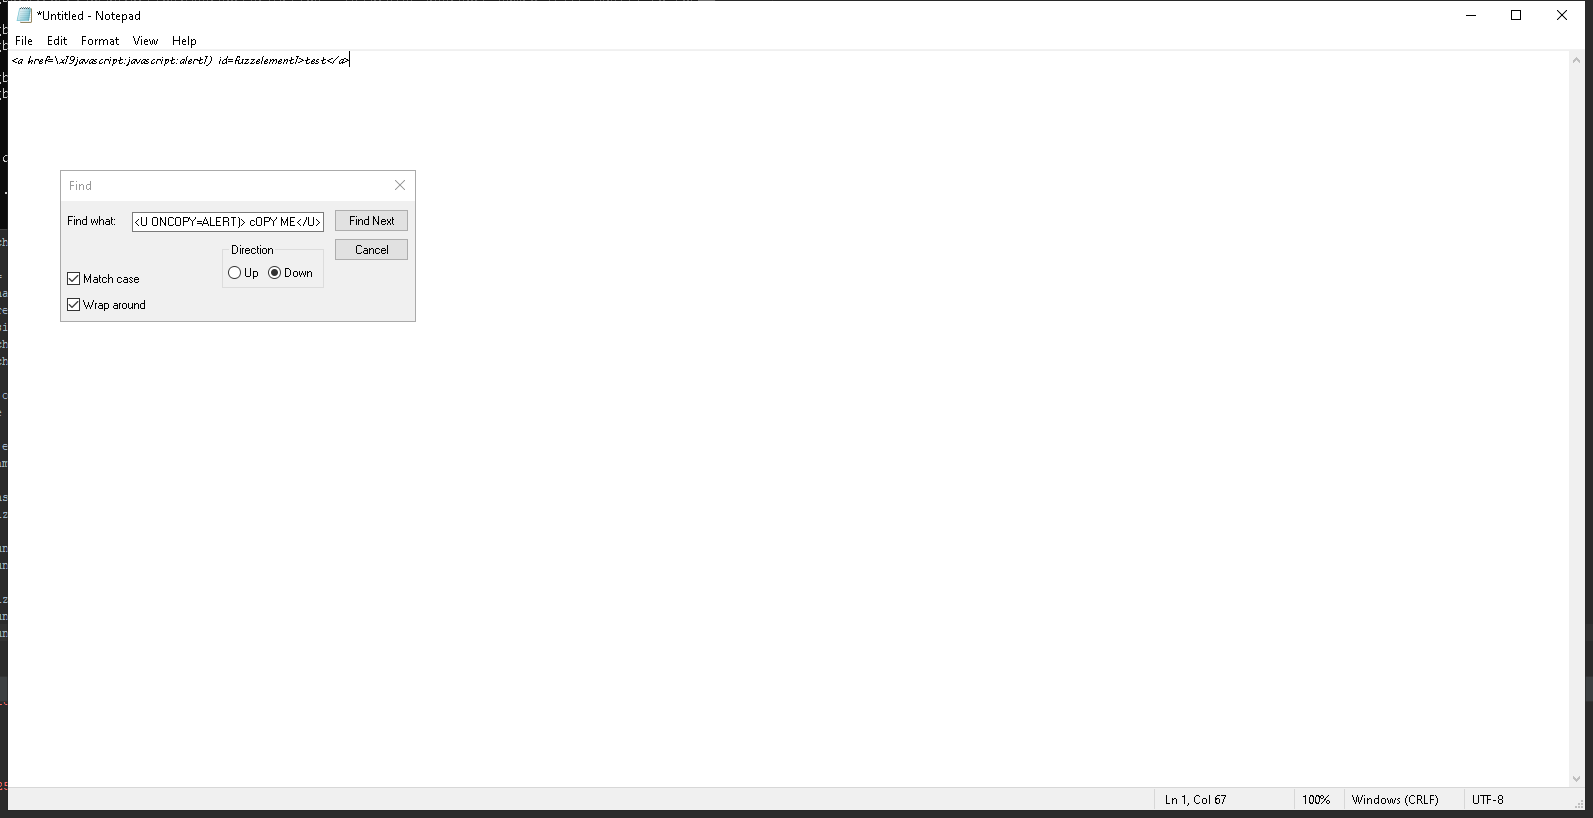 *Untitled - Notepad
File Edit Format View Help
<a href=\x19javascript:javascript:alert1) id=fuzzelement1>test</a>
Find
Find what: <U ONCOPY=ALERT)> cOPY ME</U> Find Next
Direction Cancel
Up Down
Match case
Wrap around
Ln 1, Col 67 100% Windows (CRLF) UTF-8